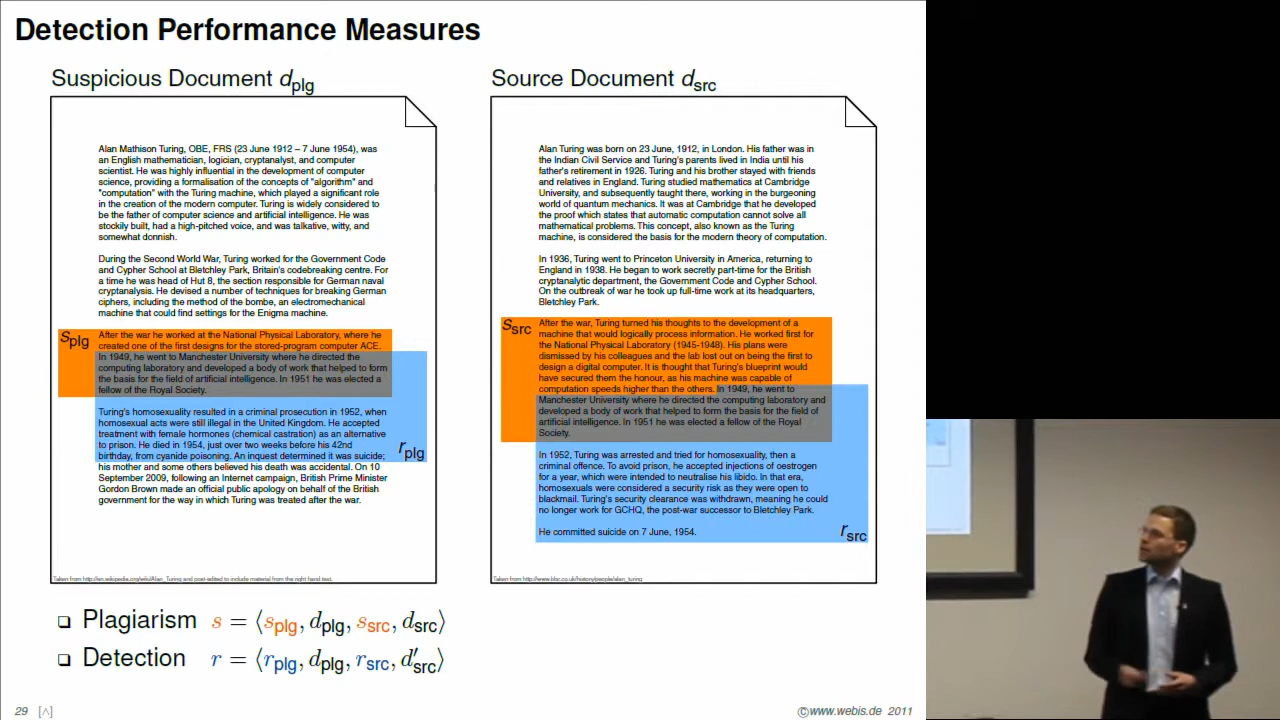 Detection Performance Measures
Suspicious Document dplg
Source Document dsrc
Alan Mathison Turing, OBE, FRS (23 June 1912 – 7 June 1954), was
an English mathematician, logician, cryptanalyst, and computer
scientist. He was highly influential in the development of computer
science, providing a formalisation of the concepts of "algorithm" and
"computation" with the Turing machine, which played a significant role
in the creation of the modern computer. Turing is widely considered to
be the father of computer science and artificial intelligence. He was
stockily built, had a high-pitched voice, and was talkative, witty, and
somewhat donnish.
During the Second World War, Turing worked for the Government Code
and Cypher School at Bletchley Park, Britain's codebreaking centre. For
a time he was head of Hut 8, the section responsible for German naval
cryptanalysis. He devised a number of techniques for breaking German
ciphers, including the method of the bombe, an electromechanical
machine that could find settings for the Enigma machine.
splg
After the war he worked at the National Physical Laboratory, where he
created one of the first designs for the stored-program computer ACE.
In 1949, he went to Manchester University where he directed the
computing laboratory and developed a body of work that helped to form
the basis for the field of artificial intelligence. In 1951 he was elected a
fellow of the Royal Society.
Turing's homosexuality resulted in a criminal prosecution in 1952, when
homosexual acts were still illegal in the United Kingdom. He accepted
treatment with female hormones (chemical castration) as an alternative
to prison. He died in 1954, just over two weeks before his 42nd
birthday, from cyanide poisoning. An inquest determined it was suicide;
rplg
his mother and some others believed his death was accidental. On 10
September 2009, following an Internet campaign, British Prime Minister
Gordon Brown made an official public apology on behalf of the British
government for the way in which Turing was treated after the war.
Taken from http://en.wikipedia.org/wiki/Alan_Turing and post-edited to include material from the right hand text.
Alan Turing was born on 23 June, 1912, in London. His father was in
the Indian Civil Service and Turing's parents lived in India until his
father's retirement in 1926. Turing and his brother stayed with friends
and relatives in England. Turing studied mathematics at Cambridge
University, and subsequently taught there, working in the burgeoning
world of quantum mechanics. It was at Cambridge that he developed
the proof which states that automatic computation cannot solve all
mathematical problems. This concept, also known as the Turing
machine, is considered the basis for the modern theory of computation.
In 1936, Turing went to Princeton University in America, returning to
England in 1938. He began to work secretly part-time for the British
cryptanalytic department, the Government Code and Cypher School.
On the outbreak of war he took up full-time work at its headquarters,
Bletchley Park.
ssrc
After the war, Turing turned his thoughts to the development of a
machine that would logically process information. He worked first for
the National Physical Laboratory (1945-1948). His plans were
dismissed by his colleagues and the lab lost out on being the first to
design a digital computer. It is thought that Turing's blueprint would
have secured them the honour, as his machine was capable of
computation speeds higher than the others. In 1949, he went to
Manchester University where he directed the computing laboratory and
developed a body of work that helped to form the basis for the field of
artificial intelligence. In 1951 he was elected a fellow of the Royal
Society.
In 1952, Turing was arrested and tried for homosexuality, then a
criminal offence. To avoid prison, he accepted injections of oestrogen
for a year, which were intended to neutralise his libido. In that era,
homosexuals were considered a security risk as they were open to
blackmail. Turing's security clearance was withdrawn, meaning he could
no longer work for GCHQ, the post-war successor to Bletchley Park.
He committed suicide on 7 June, 1954.
rsrc
Taken from http://www.bbc.co.uk/history/people/alan_turing
❏ Plagiarism s = ⟨splg, dplg, ssrc, dsrc⟩
❏ Detection r = ⟨rplg, dplg, rsrc, d′src⟩
29 [∧]
©www.webis.de 2011